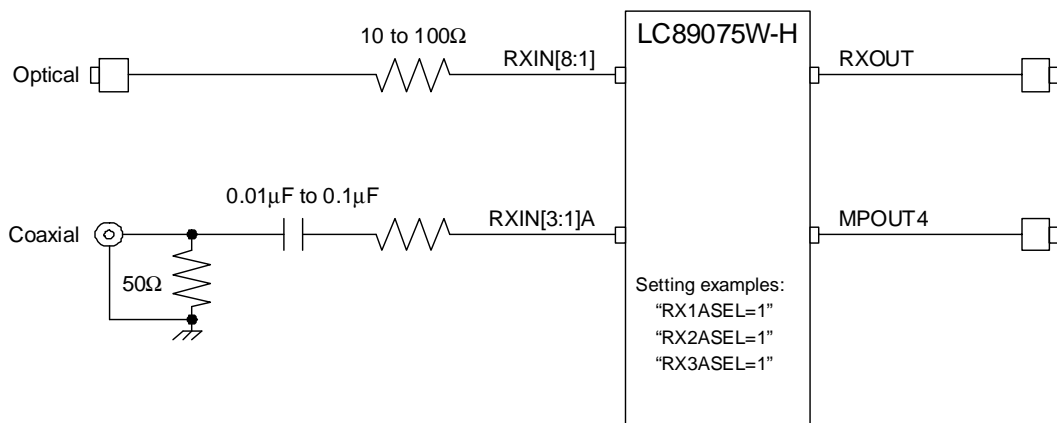 LC89075W-H
10 to 100Ω
Optical
RXIN[8:1]
RXOUT
0.01μF to 0.1μF
Coaxial
RXIN[3:1]A
MPOUT4
50Ω
Setting examples:
“RX1ASEL=1”
“RX2ASEL=1”
“RX3ASEL=1”